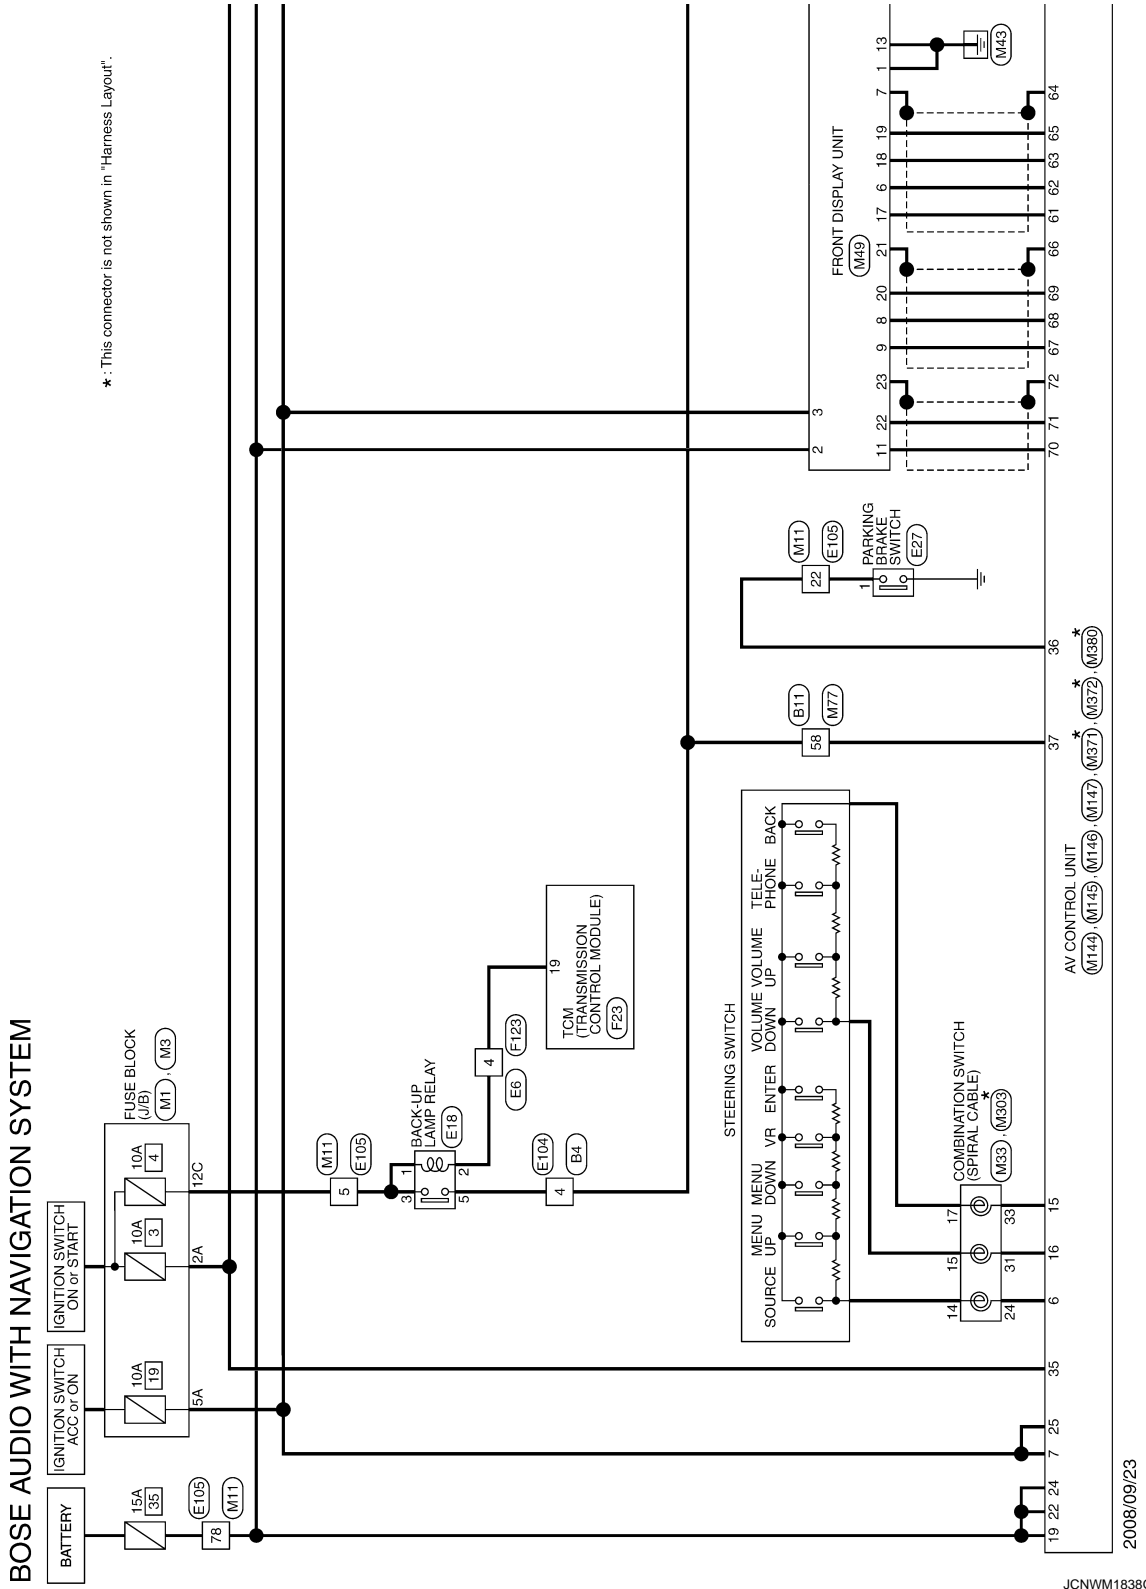 BOSE AUDIO WITH NAVIGATION SYSTEM
* : This connector is not shown in "Harness Layout".
BATTERY
IGNITION SWITCH
ACC or ON
IGNITION SWITCH
ON or START
15A
35
10A
19
10A
3
10A
4
FUSE BLOCK
(J/B)
M1 , M3
78
E105
M11
5A
2A
12C
5
M11
E105
1
3
2
5
BACK-UP
LAMP RELAY
E18
4
E6
F123
4
E104
B4
19
TCM
(TRANSMISSION
CONTROL MODULE)
F23
STEERING SWITCH
SOURCE
MENU
UP
MENU
DOWN
VR
ENTER
VOLUME
DOWN
VOLUME
UP
TELE-
PHONE
BACK
14
15
17
24
31
33
COMBINATION SWITCH
(SPIRAL CABLE)
M33 , M303 *
58
B11
M77
22
M11
E105
1
PARKING
BRAKE
SWITCH
E27
2
3
FRONT DISPLAY UNIT
M49
11
22
23
9
8
20
21
17
6
18
19
7
1
13
M43
19
22
24
7
25
35
6
16
15
37
36
70
71
72
67
68
69
66
61
62
63
65
64
AV CONTROL UNIT
M144 , M145 , M146 , M147 , M371 * , M372 * , M380 *
2008/09/23